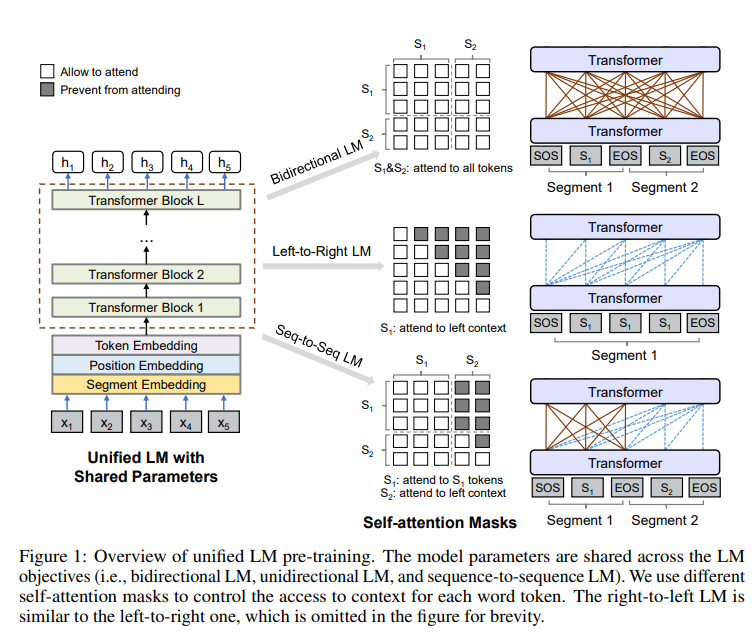 Allow to attend
Prevent from attending
h1 h2 h3 h4 h5
Transformer Block L
...
Transformer Block 2
Transformer Block 1
Token Embedding
Position Embedding
Segment Embedding
x1 x2 x3 x4 x5
Unified LM with
Shared Parameters
Bidirectional LM
Left-to-Right LM
Seq-to-Seq LM
S1 S2
S1
S2
S1&S2: attend to all tokens
S1: attend to left context
S1 S2
S1
S2
S1: attend to S1 tokens
S2: attend to left context
Self-attention Masks
Transformer
Transformer
SOS S1 EOS S2 EOS
Segment 1 Segment 2
Transformer
Transformer
SOS S1 S1 S1 EOS
Segment 1
Transformer
Transformer
SOS S1 EOS S2 EOS
Segment 1 Segment 2
Figure 1: Overview of unified LM pre-training. The model parameters are shared across the LM
objectives (i.e., bidirectional LM, unidirectional LM, and sequence-to-sequence LM). We use different
self-attention masks to control the access to context for each word token. The right-to-left LM is
similar to the left-to-right one, which is omitted in the figure for brevity.